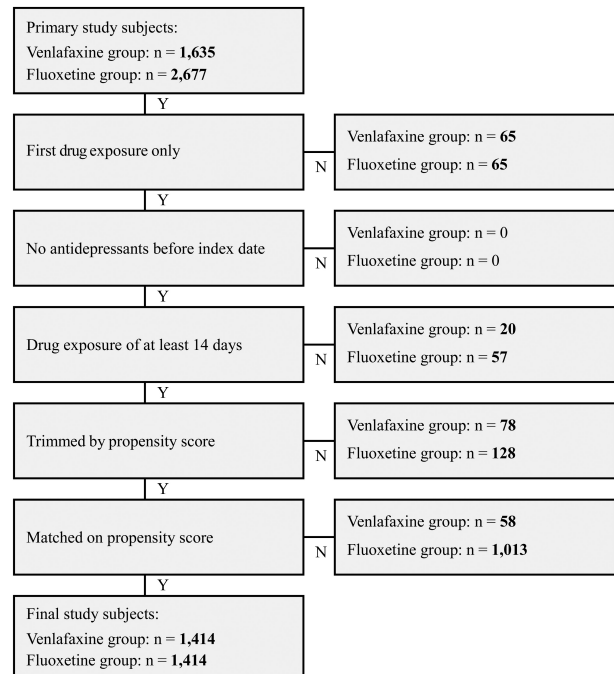 Primary study subjects:
Venlafaxine group: n = 1,635
Fluoxetine group: n = 2,677
Y
First drug exposure only
N
Venlafaxine group: n = 65
Fluoxetine group: n = 65
Y
No antidepressants before index date
N
Venlafaxine group: n = 0
Fluoxetine group: n = 0
Y
Drug exposure of at least 14 days
N
Venlafaxine group: n = 20
Fluoxetine group: n = 57
Y
Trimmed by propensity score
N
Venlafaxine group: n = 78
Fluoxetine group: n = 128
Y
Matched on propensity score
N
Venlafaxine group: n = 58
Fluoxetine group: n = 1,013
Y
Final study subjects:
Venlafaxine group: n = 1,414
Fluoxetine group: n = 1,414